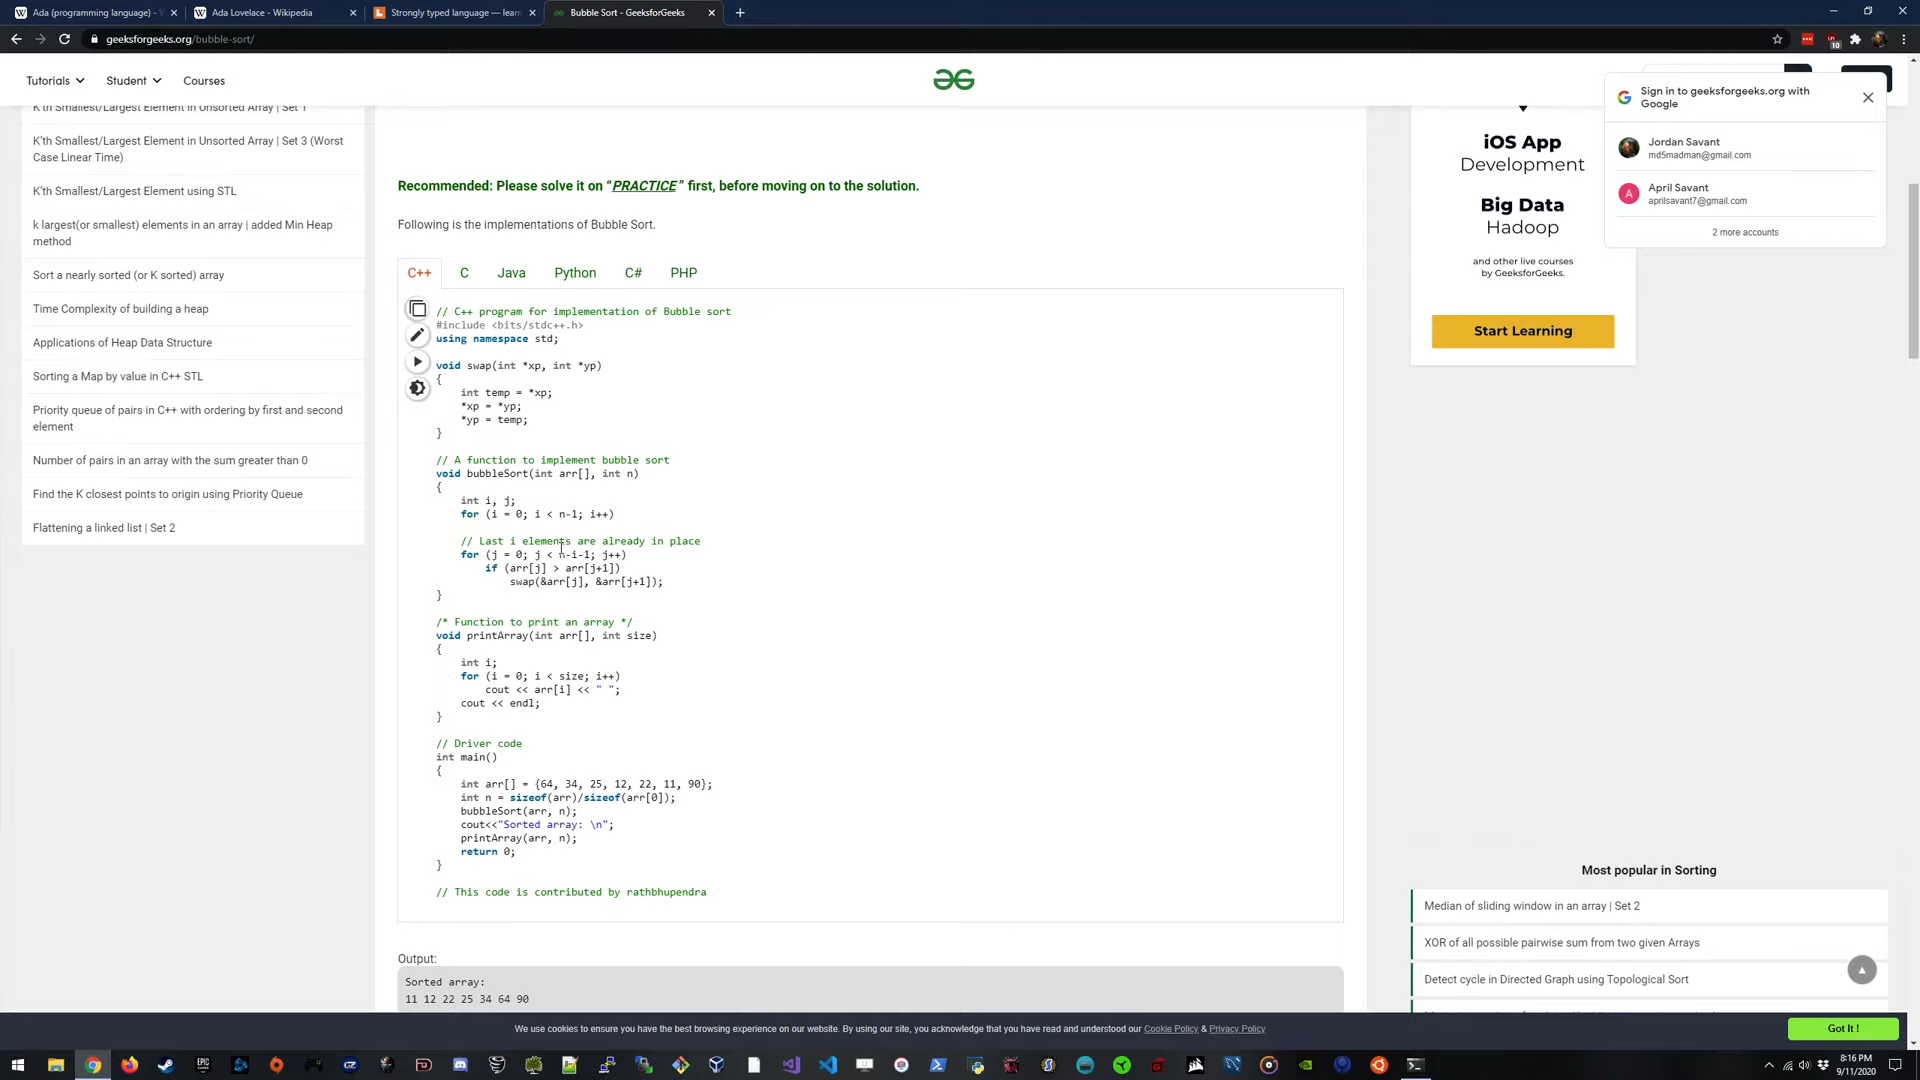 Ada (programming language) -
Ada Lovelace - Wikipedia
Strongly typed language — lear
Bubble Sort - GeeksforGeeks
geeksforgeeks.org/bubble-sort/
10
Tutorials
Student
Courses
K'th Smallest/Largest Element in Unsorted Array | Set 1
K'th Smallest/Largest Element in Unsorted Array | Set 3 (Worst
Case Linear Time)
K'th Smallest/Largest Element using STL
k largest(or smallest) elements in an array | added Min Heap
method
Sort a nearly sorted (or K sorted) array
Time Complexity of building a heap
Applications of Heap Data Structure
Sorting a Map by value in C++ STL
Priority queue of pairs in C++ with ordering by first and second
element
Number of pairs in an array with the sum greater than 0
Find the K closest points to origin using Priority Queue
Flattening a linked list | Set 2
Recommended: Please solve it on “PRACTICE” first, before moving on to the solution.
Following is the implementations of Bubble Sort.
C++ C Java Python C# PHP
// C++ program for implementation of Bubble sort
#include <bits/stdc++.h>
using namespace std;
void swap(int *xp, int *yp)
{
int temp = *xp;
*xp = *yp;
*yp = temp;
}
// A function to implement bubble sort
void bubbleSort(int arr[], int n)
{
int i, j;
for (i = 0; i < n-1; i++)
// Last i elements are already in place
for (j = 0; j < n-i-1; j++)
if (arr[j] > arr[j+1])
swap(&arr[j], &arr[j+1]);
}
/* Function to print an array */
void printArray(int arr[], int size)
{
int i;
for (i = 0; i < size; i++)
cout << arr[i] << " ";
cout << endl;
}
// Driver code
int main()
{
int arr[] = {64, 34, 25, 12, 22, 11, 90};
int n = sizeof(arr)/sizeof(arr[0]);
bubbleSort(arr, n);
cout<<"Sorted array: \n";
printArray(arr, n);
return 0;
}
// This code is contributed by rathbhupendra
Output:
Sorted array:
11 12 22 25 34 64 90
iOS App
Development
Big Data
Hadoop
and other live courses
by GeeksforGeeks.
Start Learning
Sign in to geeksforgeeks.org with
Google
Jordan Savant
md5madman@gmail.com
A
April Savant
aprilsavant7@gmail.com
2 more accounts
Most popular in Sorting
Median of sliding window in an array | Set 2
XOR of all possible pairwise sum from two given Arrays
Detect cycle in Directed Graph using Topological Sort
We use cookies to ensure you have the best browsing experience on our website. By using our site, you acknowledge that you have read and understood our Cookie Policy & Privacy Policy
Got It !
8:16 PM
9/11/2020